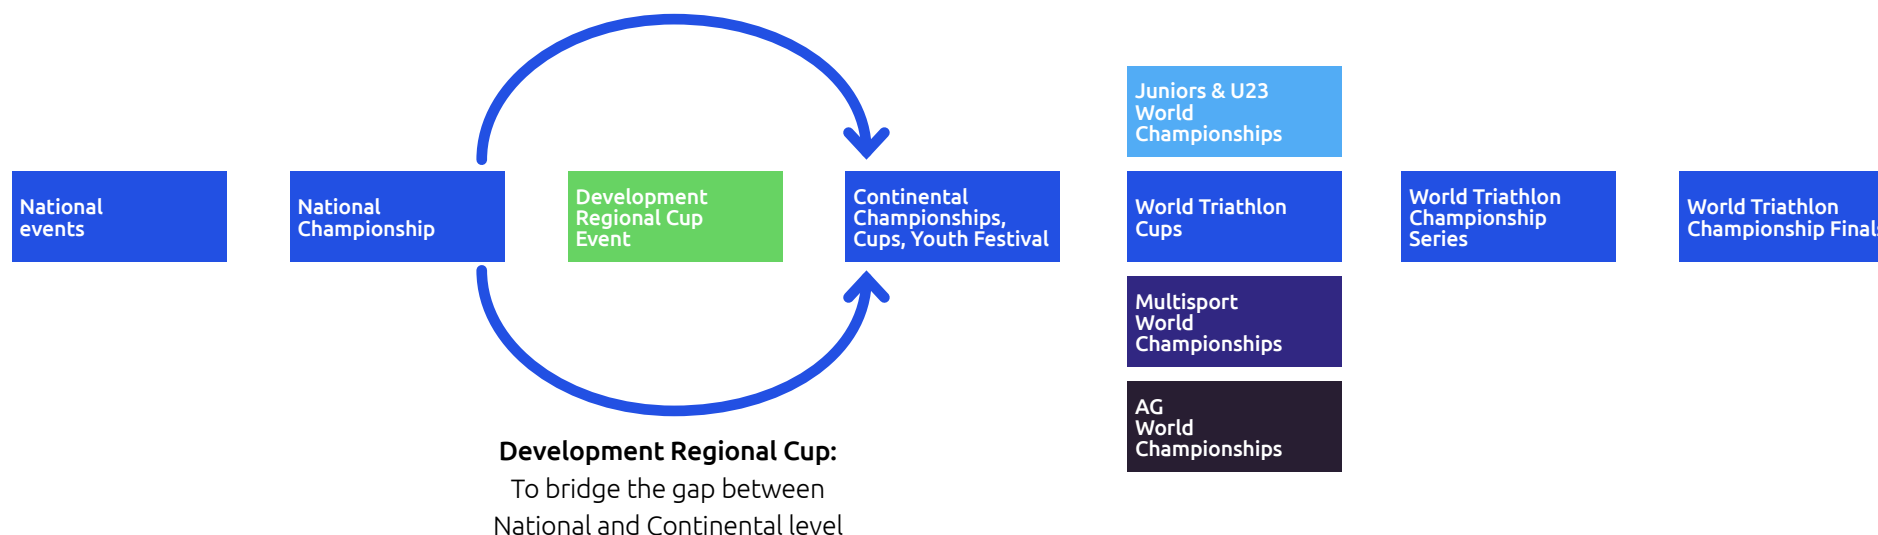 National
events
National
Championship
Development
Regional Cup
Event
Continental
Championships,
Cups, Youth Festival
Juniors & U23
World
Championships
World Triathlon
Cups
Multisport
World
Championships
AG
World
Championships
World Triathlon
Championship
Series
World Triathlon
Championship Finals
Development Regional Cup:
To bridge the gap between
National and Continental level